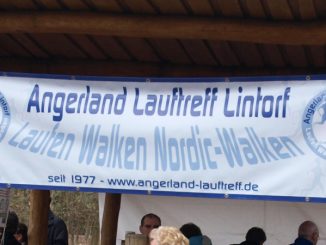 Angerland Lauftreff Lintorf
Laufen Walken Nordic-Walken
seit 1977 - www.angerland-lauftreff.de